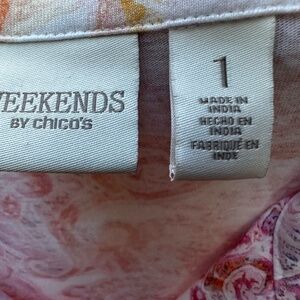 WEEKENDS
BY chico's
1
MADE IN
INDIA
HECHO EN
INDIA
FABRIQUÉ EN
INDE